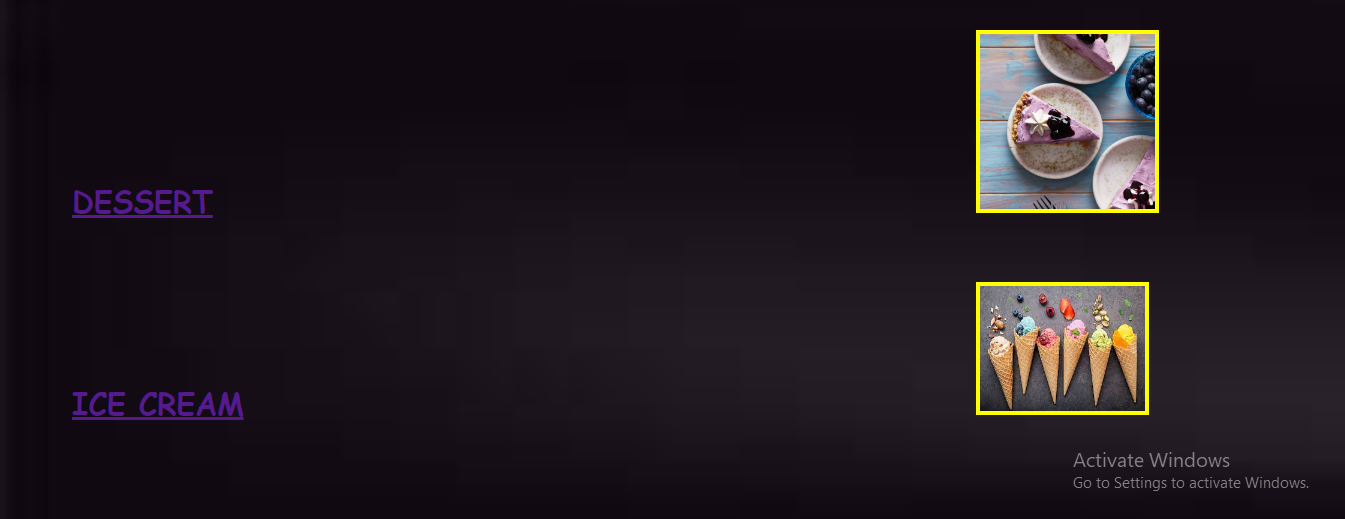 DESSERT
ICE CREAM
Activate Windows
Go to Settings to activate Windows.